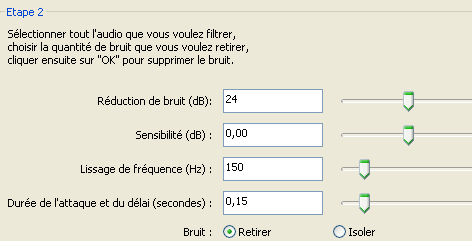 Etape 2
Sélectionner tout l'audio que vous voulez filtrer,
choisir la quantité de bruit que vous voulez retirer,
cliquer ensuite sur "OK" pour supprimer le bruit.
Réduction de bruit (dB): 24
Sensibilité (dB) : 0,00
Lissage de fréquence (Hz) : 150
Durée de l'attaque et du délai (secondes) : 0,15
Bruit : Retirer Isoler